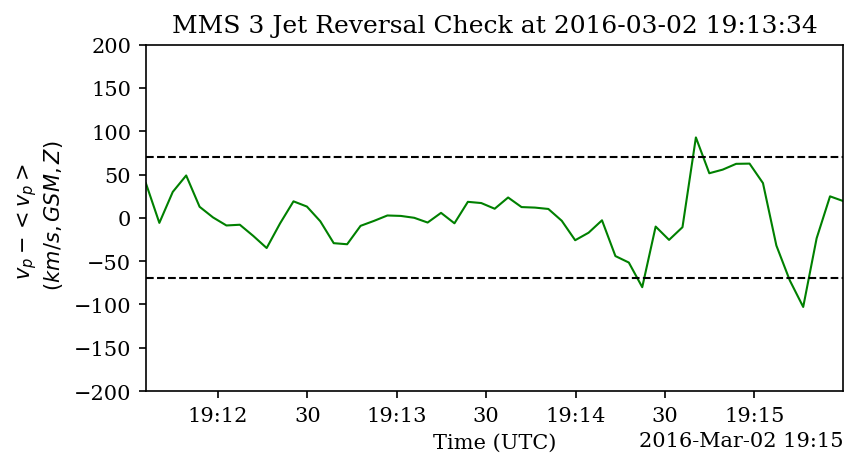 MMS 3 Jet Reversal Check at 2016-03-02 19:13:34
200
150
100
50
0
−50
−100
−150
−200
v_p − < v_p >
(km/s, GSM, Z)
19:12 30 19:13 30 19:14 30 19:15
Time (UTC)
2016-Mar-02 19:15